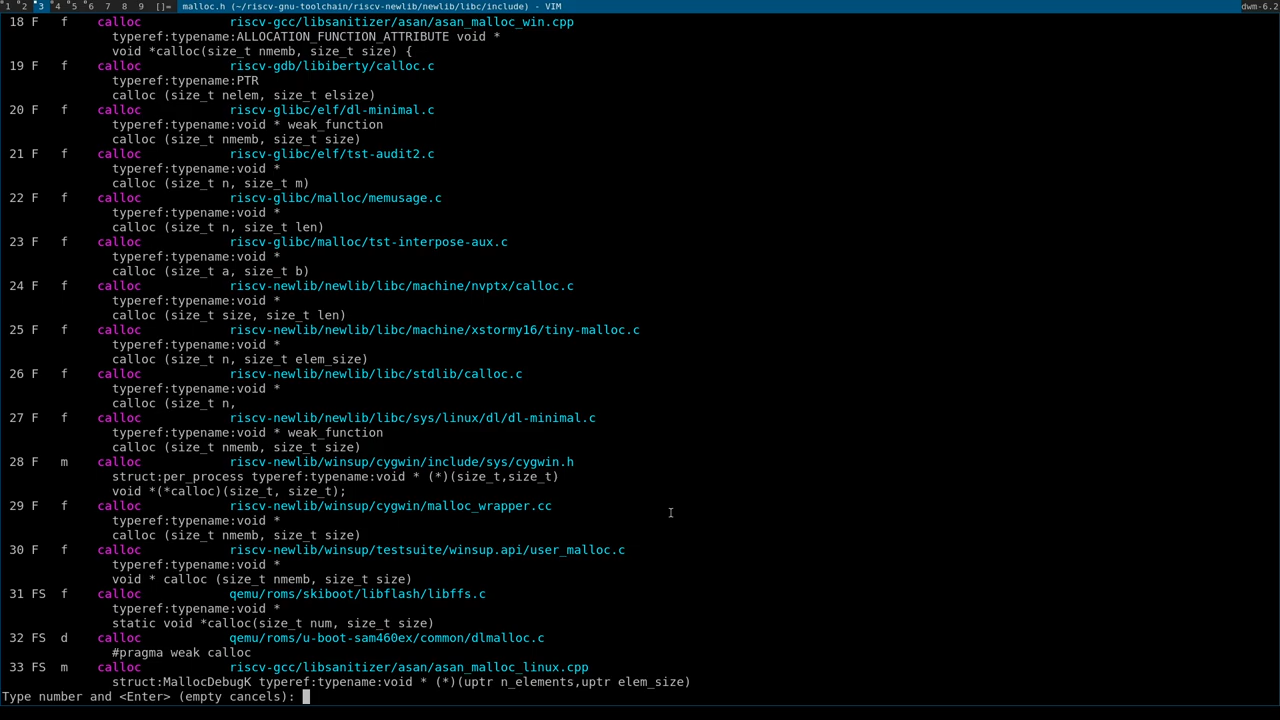 1 2 3 4 5 6 7 8 9 []= malloc.h (~/riscv-gnu-toolchain/riscv-newlib/newlib/libc/include) - VIM dwm-6.2
18 F f calloc riscv-gcc/libsanitizer/asan/asan_malloc_win.cpp
typeref:typename:ALLOCATION_FUNCTION_ATTRIBUTE void *
void *calloc(size_t nmemb, size_t size) {
19 F f calloc riscv-gdb/libiberty/calloc.c
typeref:typename:PTR
calloc (size_t nelem, size_t elsize)
20 F f calloc riscv-glibc/elf/dl-minimal.c
typeref:typename:void * weak_function
calloc (size_t nmemb, size_t size)
21 F f calloc riscv-glibc/elf/tst-audit2.c
typeref:typename:void *
calloc (size_t n, size_t m)
22 F f calloc riscv-glibc/malloc/memusage.c
typeref:typename:void *
calloc (size_t n, size_t len)
23 F f calloc riscv-glibc/malloc/tst-interpose-aux.c
typeref:typename:void *
calloc (size_t a, size_t b)
24 F f calloc riscv-newlib/newlib/libc/machine/nvptx/calloc.c
typeref:typename:void *
calloc (size_t size, size_t len)
25 F f calloc riscv-newlib/newlib/libc/machine/xstormy16/tiny-malloc.c
typeref:typename:void *
calloc (size_t n, size_t elem_size)
26 F f calloc riscv-newlib/newlib/libc/stdlib/calloc.c
typeref:typename:void *
calloc (size_t n,
27 F f calloc riscv-newlib/newlib/libc/sys/linux/dl/dl-minimal.c
typeref:typename:void * weak_function
calloc (size_t nmemb, size_t size)
28 F m calloc riscv-newlib/winsup/cygwin/include/sys/cygwin.h
struct:per_process typeref:typename:void * (*)(size_t,size_t)
void *(*calloc)(size_t, size_t);
29 F f calloc riscv-newlib/winsup/cygwin/malloc_wrapper.cc
typeref:typename:void *
calloc (size_t nmemb, size_t size)
30 F f calloc riscv-newlib/winsup/testsuite/winsup.api/user_malloc.c
typeref:typename:void *
void * calloc (size_t nmemb, size_t size)
31 FS f calloc qemu/roms/skiboot/libflash/libffs.c
typeref:typename:void *
static void *calloc(size_t num, size_t size)
32 FS d calloc qemu/roms/u-boot-sam460ex/common/dlmalloc.c
#pragma weak calloc
33 FS m calloc riscv-gcc/libsanitizer/asan/asan_malloc_linux.cpp
struct:MallocDebugK typeref:typename:void * (*)(uptr n_elements,uptr elem_size)
Type number and <Enter> (empty cancels):